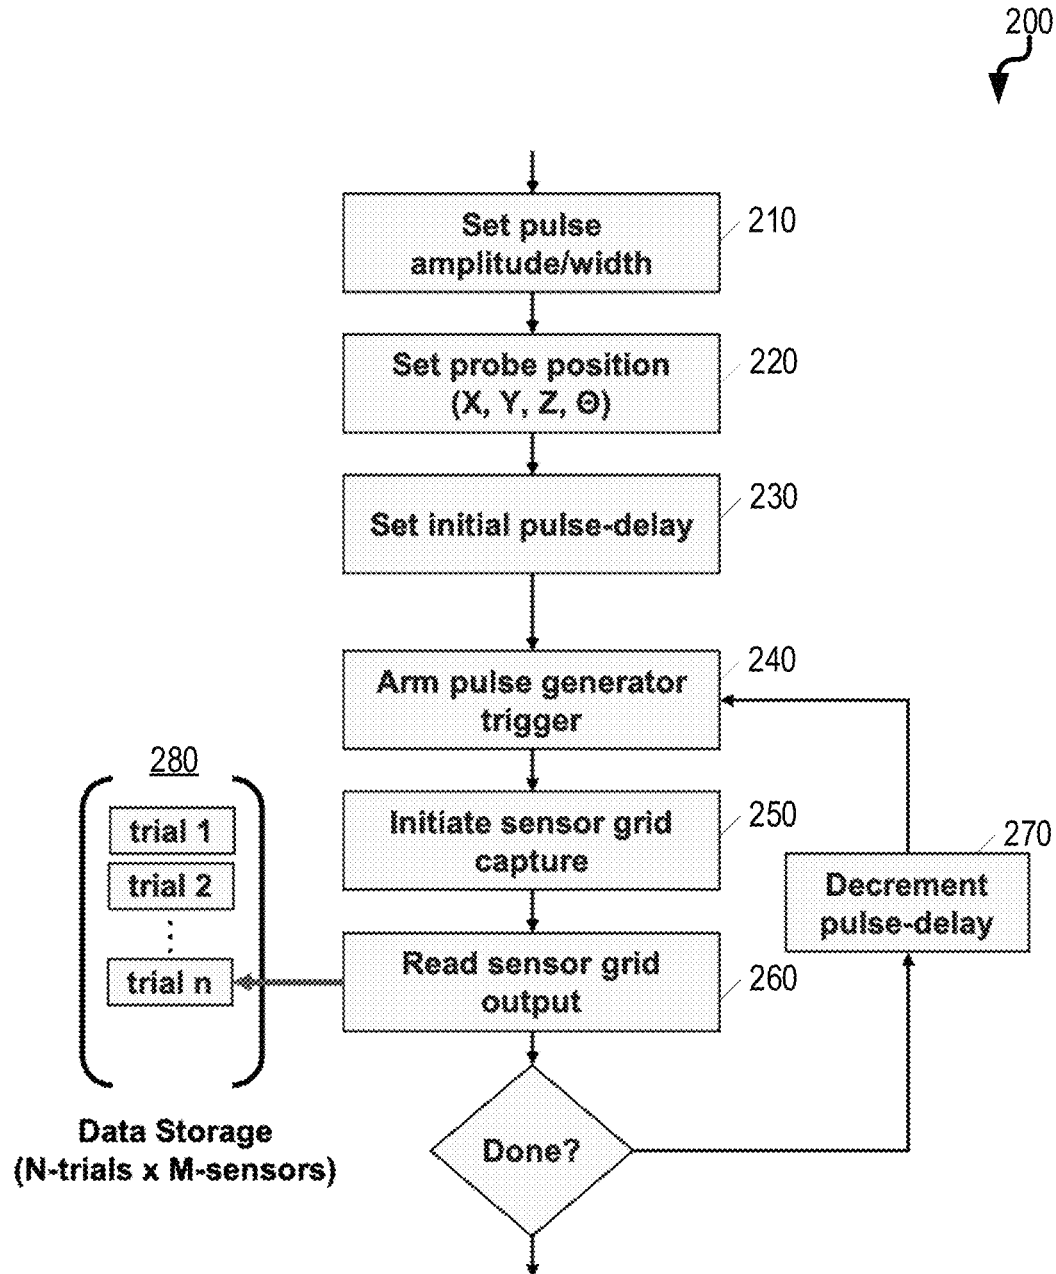 200
Set pulse
amplitude/width
210
Set probe position
(X, Y, Z, Θ)
220
Set initial pulse-delay
230
Arm pulse generator
trigger
240
Initiate sensor grid
capture
250
Decrement
pulse-delay
270
Read sensor grid
output
260
280
trial 1
trial 2
trial n
Data Storage
(N-trials x M-sensors)
Done?